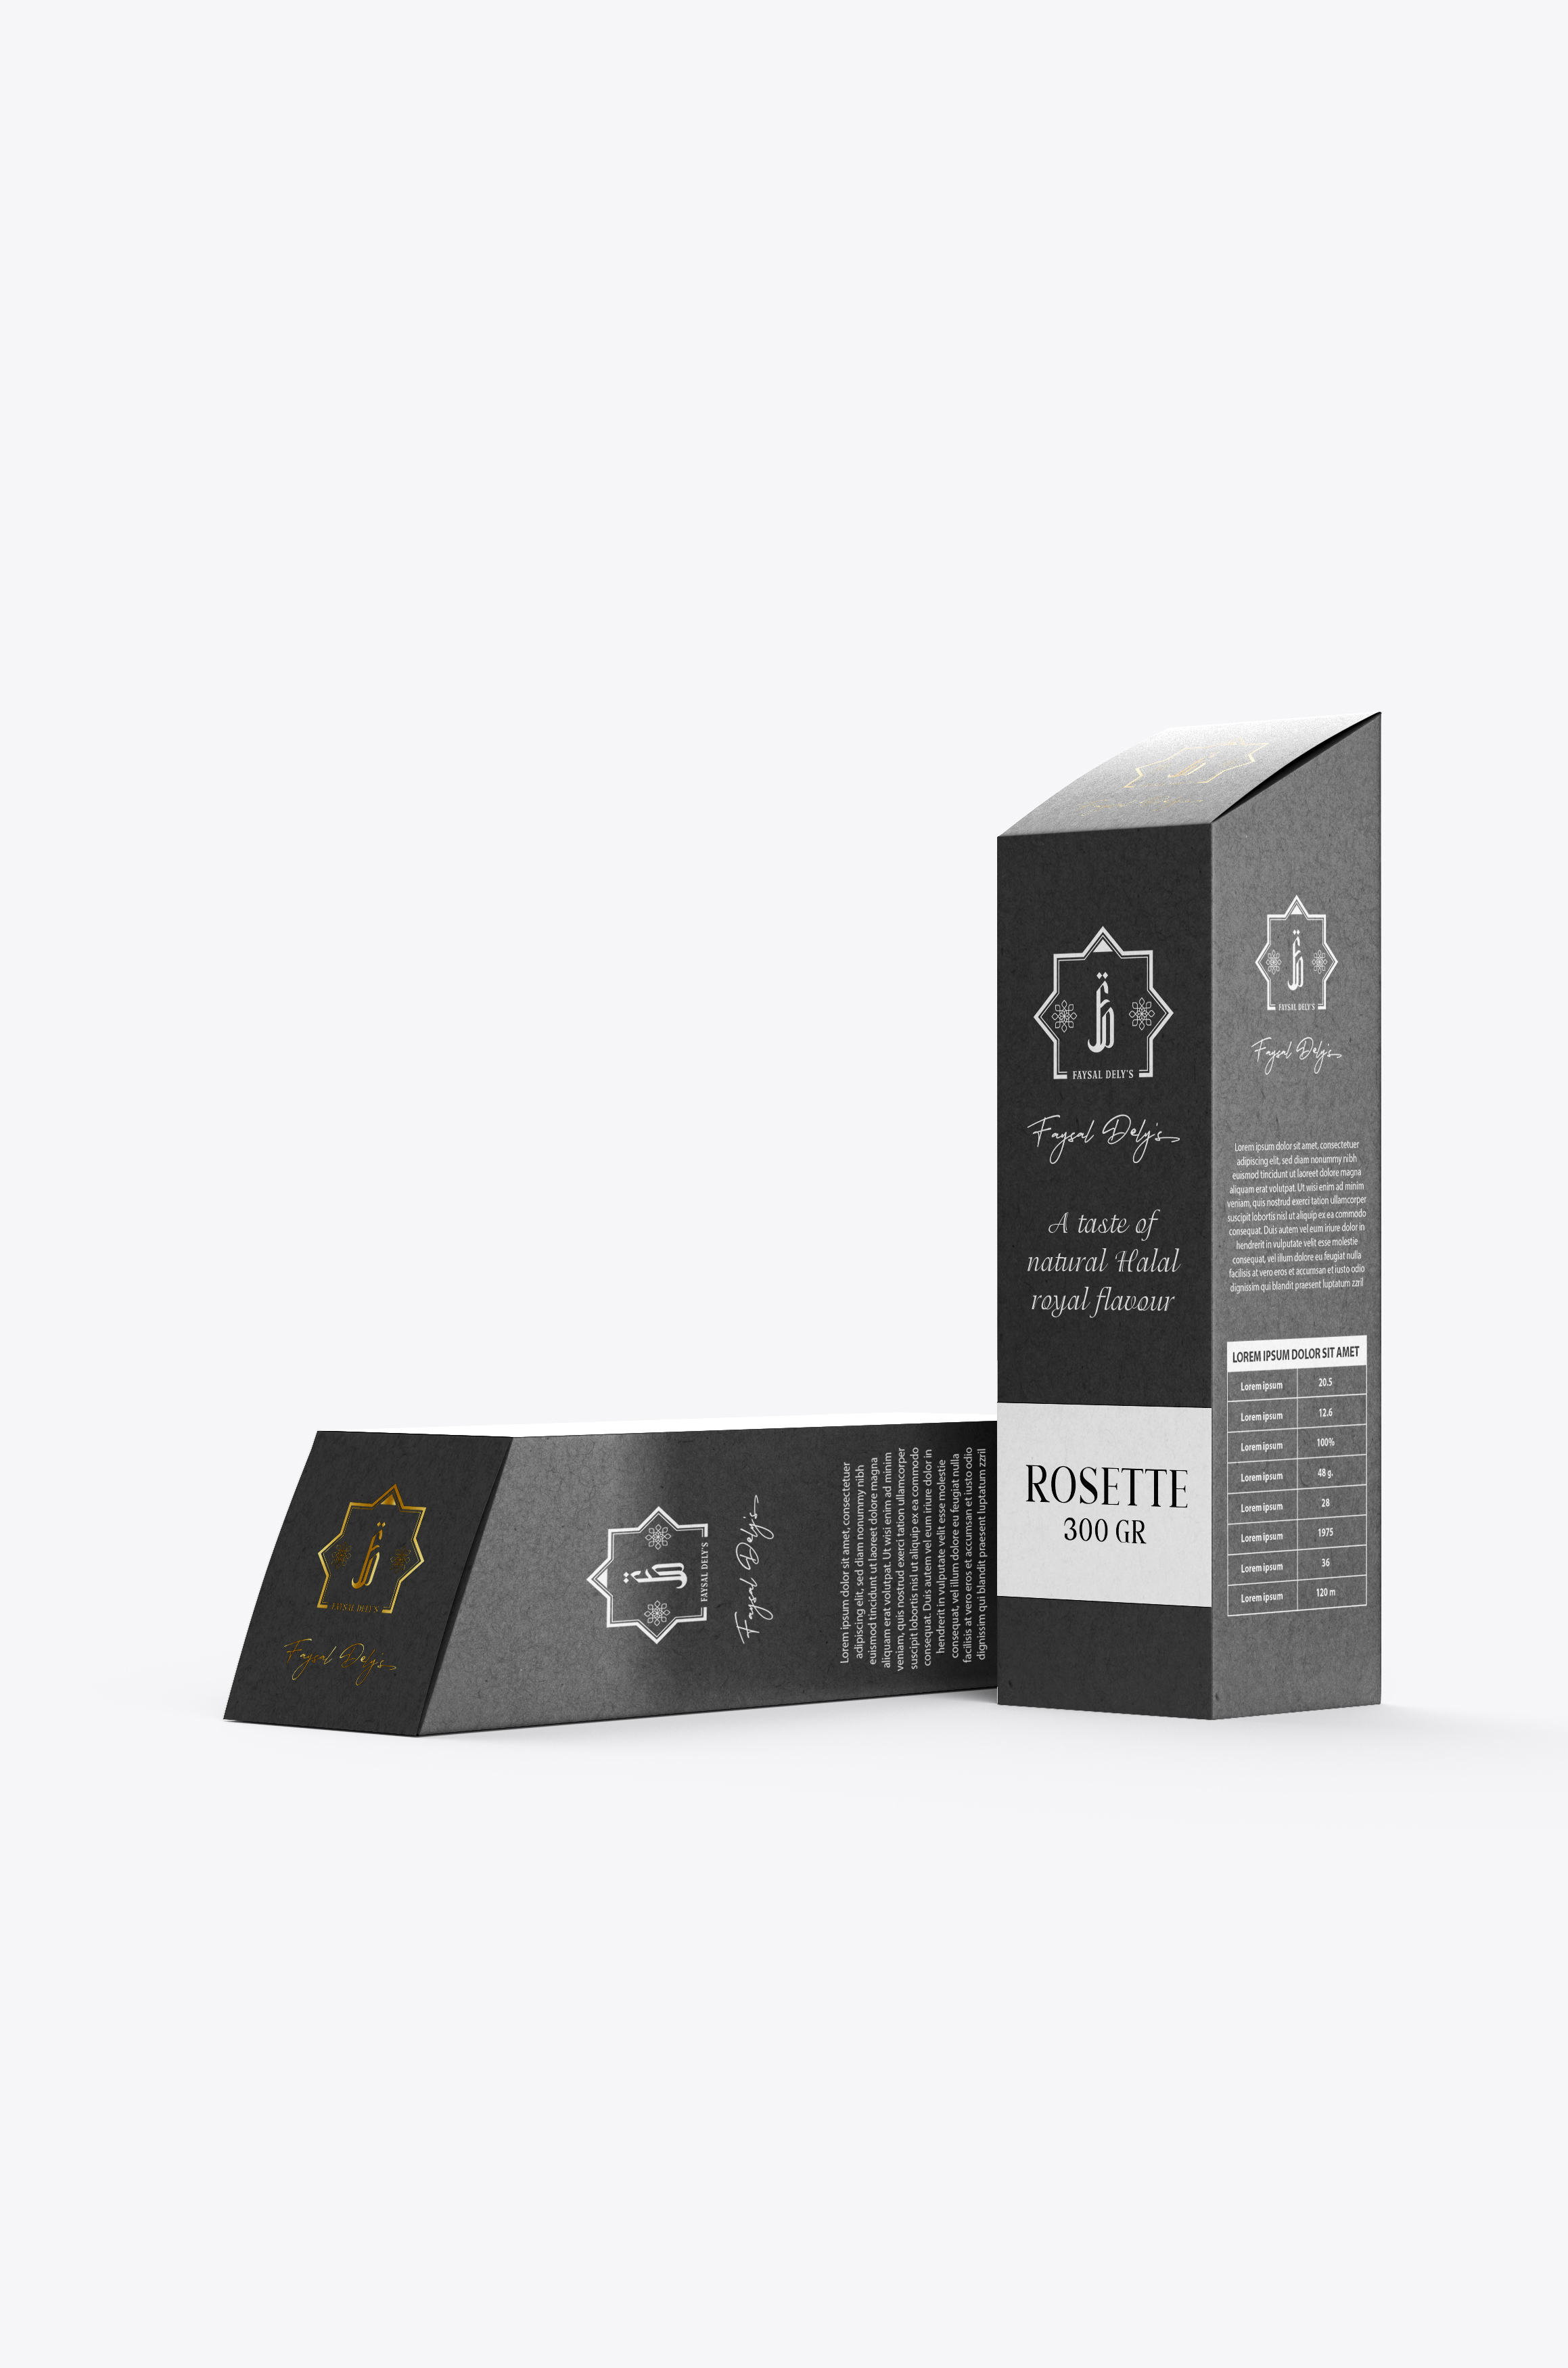 FAYSAL DELY'S
Faysal Dely's
A taste of
natural Halal
royal flavour
ROSETTE
300 GR
FAYSAL DELY'S
Faysal Dely's
Lorem ipsum dolor sit amet, consectetuer
adipiscing elit, sed diam nonummy nibh
euismod tincidunt ut laoreet dolore magna
aliquam erat volutpat. Ut wisi enim ad minim
veniam, quis nostrud exerci tation ullamcorper
suscipit lobortis nisl ut aliquip ex ea commodo
consequat. Duis autem vel eum iriure dolor in
hendrerit in vulputate velit esse molestie
consequat, vel illum dolore eu feugiat nulla
facilisis at vero eros et accumsan et iusto odio
dignissim qui blandit praesent luptatum zzril
LOREM IPSUM DOLOR SIT AMET
Lorem ipsum 20.5
Lorem ipsum 12.6
Lorem ipsum 100%
Lorem ipsum 48 g.
Lorem ipsum 28
Lorem ipsum 1975
Lorem ipsum 36
Lorem ipsum 120 m
FAYSAL DELY'S
Faysal Dely's
FAYSAL DELY'S
Faysal Dely's
Lorem ipsum dolor sit amet, consectetuer
adipiscing elit, sed diam nonummy nibh
euismod tincidunt ut laoreet dolore magna
aliquam erat volutpat. Ut wisi enim ad minim
veniam, quis nostrud exerci tation ullamcorper
suscipit lobortis nisl ut aliquip ex ea commodo
consequat. Duis autem vel eum iriure dolor in
hendrerit in vulputate velit esse molestie
consequat, vel illum dolore eu feugiat nulla
facilisis at vero eros et accumsan et iusto odio
dignissim qui blandit praesent luptatum zzril